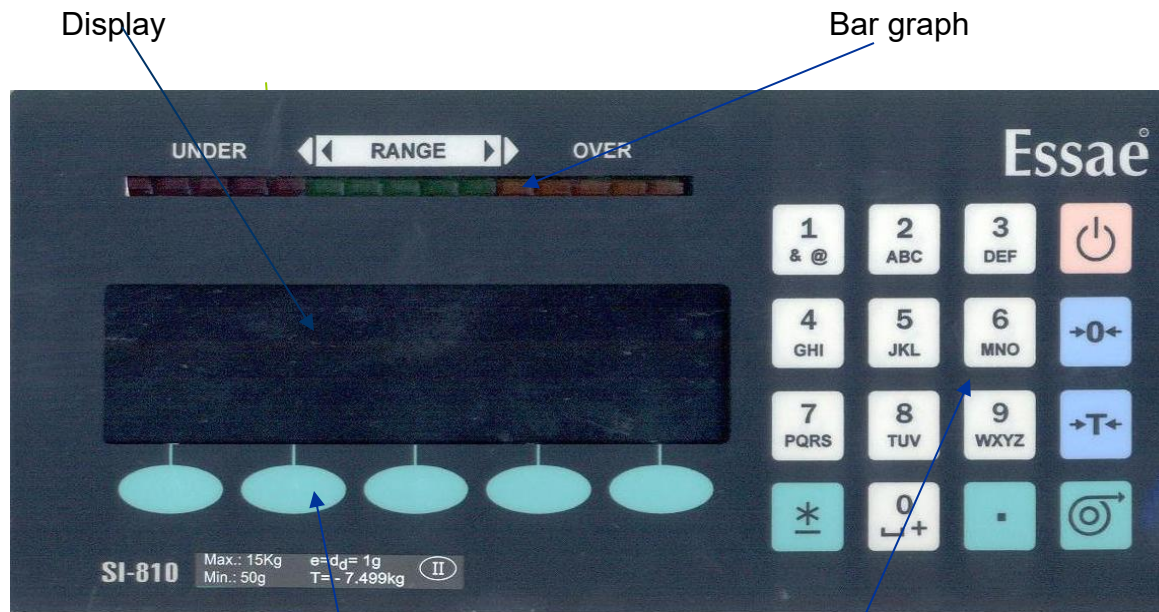 Display
Bar graph
UNDER RANGE OVER
Essae
1 & @
2 ABC
3 DEF
4 GHI
5 JKL
6 MNO
→0←
7 PQRS
8 TUV
9 WXYZ
→T←
*
0 ␣+
.
SI-810
Max.: 15Kg e=d_d= 1g
Min.: 50g T= - 7.499kg
II